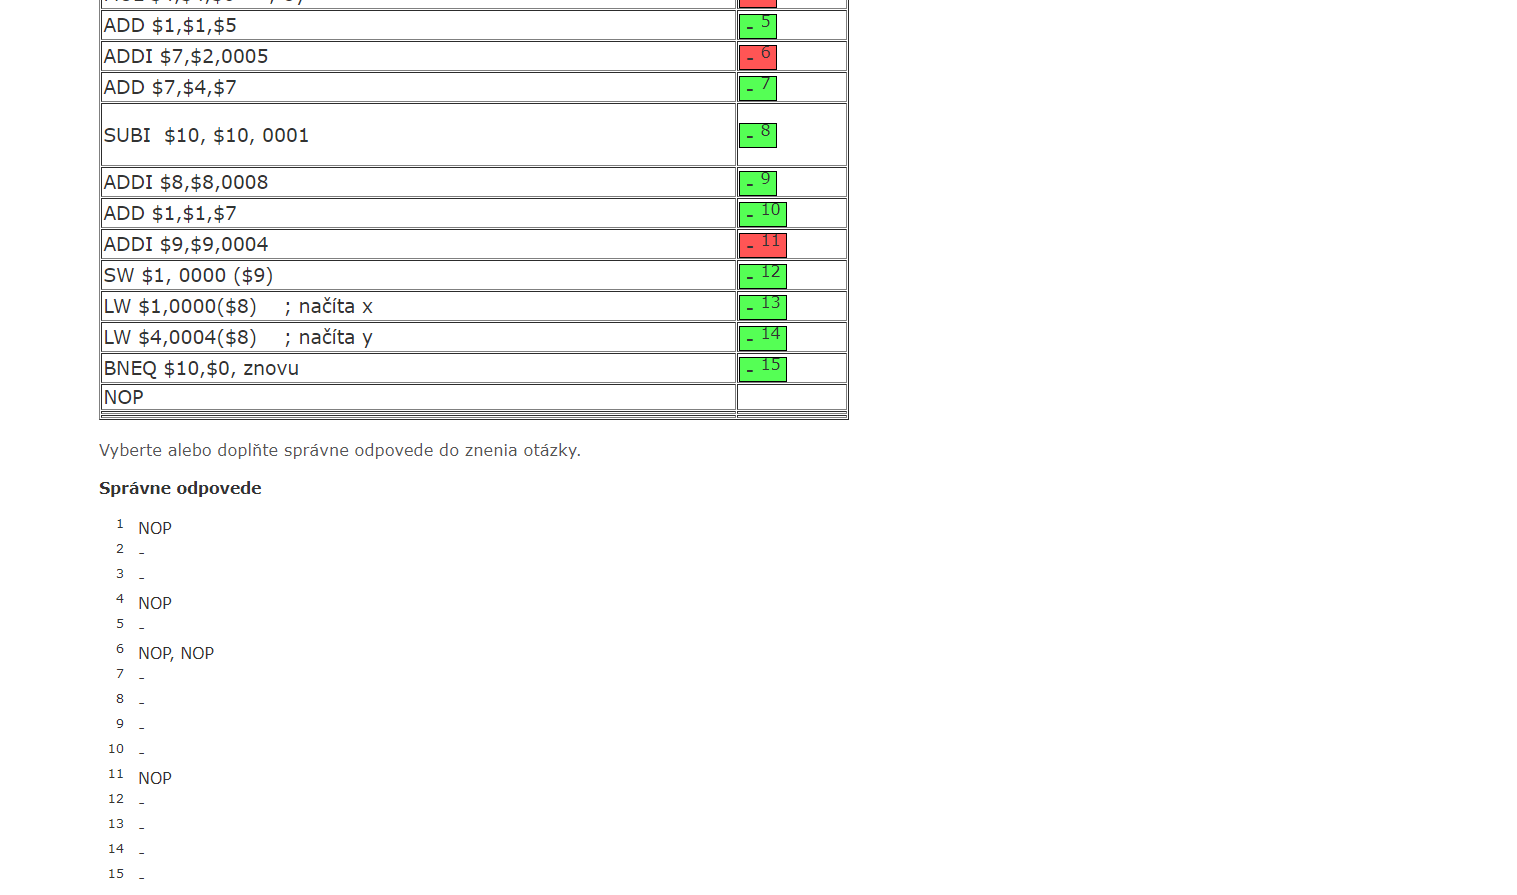 ADD $1,$1,$5 - 5
ADDI $7,$2,0005 - 6
ADD $7,$4,$7 - 7
SUBI $10, $10, 0001 - 8
ADDI $8,$8,0008 - 9
ADD $1,$1,$7 - 10
ADDI $9,$9,0004 - 11
SW $1, 0000 ($9) - 12
LW $1,0000($8) ; načíta x - 13
LW $4,0004($8) ; načíta y - 14
BNEQ $10,$0, znovu - 15
NOP
Vyberte alebo doplňte správne odpovede do znenia otázky.
Správne odpovede
1 NOP
2 -
3 -
4 NOP
5 -
6 NOP, NOP
7 -
8 -
9 -
10 -
11 NOP
12 -
13 -
14 -
15 -